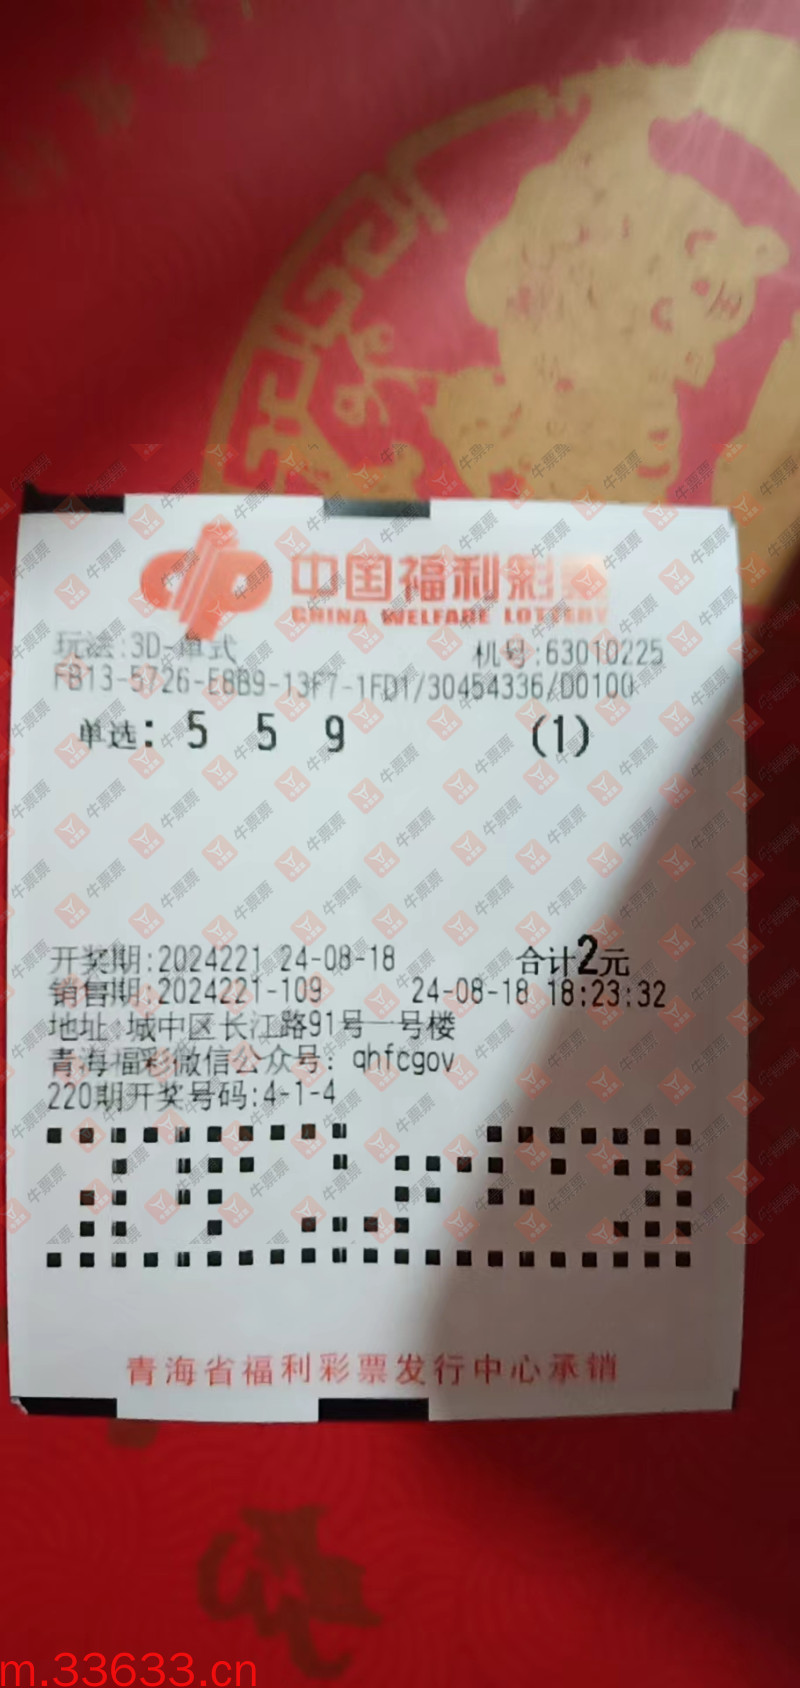 中国福利彩票
CHINA WELFARE LOTTERY
玩法:3D-单式 机号:63010225
FB13-5726-E8B9-13F7-1FD1/30454336/D0100
单选: 5 5 9 (1)
开奖期:2024221 24-08-18 合计2元
销售期:2024221-109 24-08-18 18:23:32
地址:城中区长江路91号一号楼
青海福彩微信公众号: qhfcgov
220期开奖号码:4-1-4
青海省福利彩票发行中心承销
牛票票
m.33633.cn